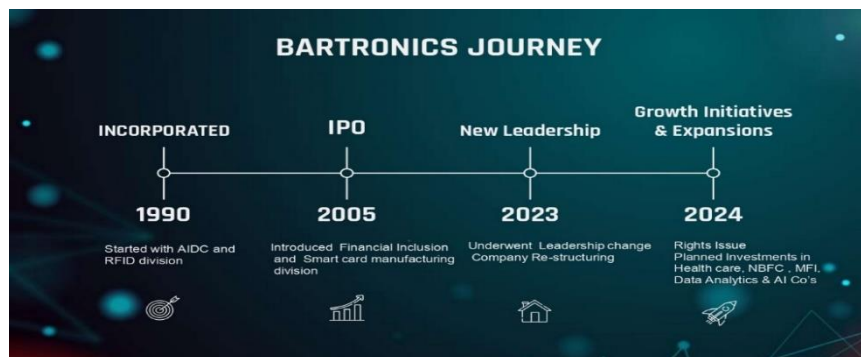 BARTRONICS JOURNEY
INCORPORATED
IPO
New Leadership
Growth Initiatives
& Expansions
1990
2005
2023
2024
Started with AIDC and
RFID division
Introduced Financial Inclusion
and Smart card manufacturing
division
Underwent Leadership change
Company Re-structuring
Rights Issue
Planned Investments in
Health care, NBFC , MFI,
Data Analytics & AI Co's